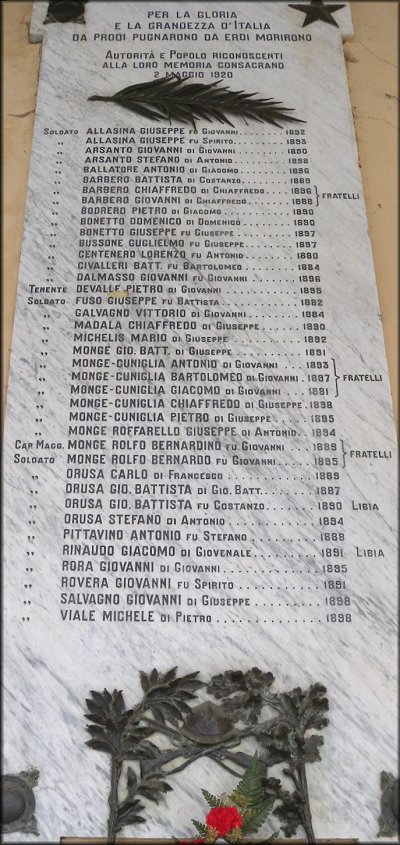 PER LA GLORIA
E LA GRANDEZZA D'ITALIA
DA PRODI PUGNARONO DA EROI MORIRONO
AUTORITÀ E POPOLO RICONOSCENTI
ALLA LORO MEMORIA CONSACRANO
2 MAGGIO 1920
SOLDATO ALLASINA GIUSEPPE FU GIOVANNI........ 1892
„ ALLASINA GIUSEPPE FU SPIRITO.......... 1893
„ ARSANTO GIOVANNI DI GIOVANNI......... 1890
„ ARSANTO STEFANO DI ANTONIO........... 1898
„ BALLATORE ANTONIO DI GIACOMO......... 1896
„ BARBERO BATTISTA DI COSTANZO......... 1889
„ BARBERO CHIAFFREDO DI CHIAFFREDO..... 1896
„ BARBERO GIOVANNI DI CHIAFFREDO....... 1888 FRATELLI
„ BODRERO PIETRO DI GIACOMO............ 1890
„ BONETTO DOMENICO DI DOMENICO......... 1890
„ BONETTO GIUSEPPE FU GIUSEPPE......... 1897
„ BUSSONE GUGLIELMO FU GIUSEPPE........ 1897
„ CENTENERO LORENZO FU ANTONIO......... 1880
„ CIVALLERI BATT. FU BARTOLOMEO........ 1884
„ DALMASSO GIOVANNI FU GIOVANNI........ 1896
TENENTE DEVALLE PIETRO DI GIOVANNI........... 1895
SOLDATO FUSO GIUSEPPE FU BATTISTA............ 1882
„ GALVAGNO VITTORIO DI GIOVANNI........ 1884
„ MADALA CHIAFFREDO DI GIUSEPPE........ 1890
„ MICHELIS MARIO DI GIUSEPPE........... 1892
„ MONGE GIO. BATT. DI GIUSEPPE......... 1891
„ MONGE-CUNIGLIA ANTONIO DI GIOVANNI... 1893
„ MONGE-CUNIGLIA BARTOLOMEO DI GIOVANNI. 1897 FRATELLI
„ MONGE-CUNIGLIA GIACOMO DI GIOVANNI... 1891
„ MONGE-CUNIGLIA CHIAFFREDO DI GIUSEPPE. 1898
„ MONGE-CUNIGLIA PIETRO DI GIUSEPPE.... 1895
„ MONGE ROFFARELLO GIUSEPPE DI ANTONIO.. 1894
CAP. MAGG. MONGE ROLFO BERNARDINO FU GIOVANNI... 1889
SOLDATO MONGE ROLFO BERNARDO FU GIOVANNI..... 1895 FRATELLI
„ ORUSA CARLO DI FRANCESCO............. 1889
„ ORUSA GIO. BATTISTA DI GIO. BATT..... 1887
„ ORUSA GIO. BATTISTA FU COSTANZO...... 1890 LIBIA
„ ORUSA STEFANO DI ANTONIO............. 1894
„ PITTAVINO ANTONIO FU STEFANO......... 1888
„ RINAUDO GIACOMO DI GIOVENALE......... 1891 LIBIA
„ RORA GIOVANNI DI GIOVANNI............ 1895
„ ROVERA GIOVANNI FU SPIRITO........... 1891
„ SALVAGNO GIOVANNI DI GIUSEPPE........ 1898
„ VIALE MICHELE DI PIETRO.............. 1898